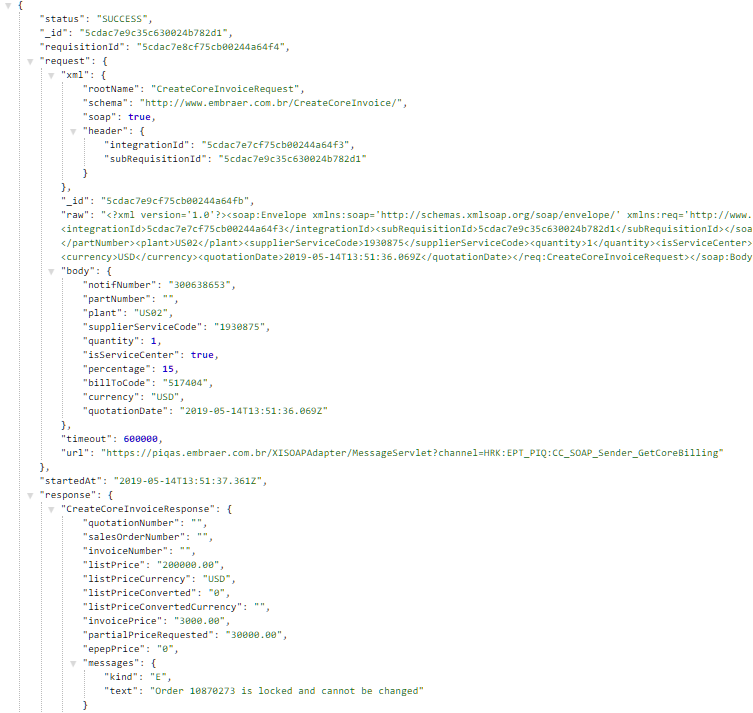 {
"status": "SUCCESS",
"_id": "5cdac7e9c35c630024b782d1",
"requisitionId": "5cdac7e8cf75cb00244a64f4",
"request": {
"xml": {
"rootName": "CreateCoreInvoiceRequest",
"schema": "http://www.embraer.com.br/CreateCoreInvoice/",
"soap": true,
"header": {
"integrationId": "5cdac7e7cf75cb00244a64f3",
"subRequisitionId": "5cdac7e9c35c630024b782d1"
}
},
"_id": "5cdac7e9cf75cb00244a64fb",
"raw": "<?xml version='1.0'?><soap:Envelope xmlns:soap='http://schemas.xmlsoap.org/soap/envelope/' xmlns:req='http://www.
<integrationId>5cdac7e7cf75cb00244a64f3</integrationId><subRequisitionId>5cdac7e9c35c630024b782d1</subRequisitionId></soa
</partNumber><plant>US02</plant><supplierServiceCode>1930875</supplierServiceCode><quantity>1</quantity><isServiceCenter>
<currency>USD</currency><quotationDate>2019-05-14T13:51:36.069Z</quotationDate></req:CreateCoreInvoiceRequest></soap:Body
"body": {
"notifNumber": "300638653",
"partNumber": "",
"plant": "US02",
"supplierServiceCode": "1930875",
"quantity": 1,
"isServiceCenter": true,
"percentage": 15,
"billToCode": "517404",
"currency": "USD",
"quotationDate": "2019-05-14T13:51:36.069Z"
},
"timeout": 600000,
"url": "https://piqas.embraer.com.br/XISOAPAdapter/MessageServlet?channel=HRK:EPT_PIQ:CC_SOAP_Sender_GetCoreBilling"
},
"startedAt": "2019-05-14T13:51:37.361Z",
"response": {
"CreateCoreInvoiceResponse": {
"quotationNumber": "",
"salesOrderNumber": "",
"invoiceNumber": "",
"listPrice": "200000.00",
"listPriceCurrency": "USD",
"listPriceConverted": "0",
"listPriceConvertedCurrency": "",
"invoicePrice": "3000.00",
"partialPriceRequested": "30000.00",
"epepPrice": "0",
"messages": {
"kind": "E",
"text": "Order 10870273 is locked and cannot be changed"
}